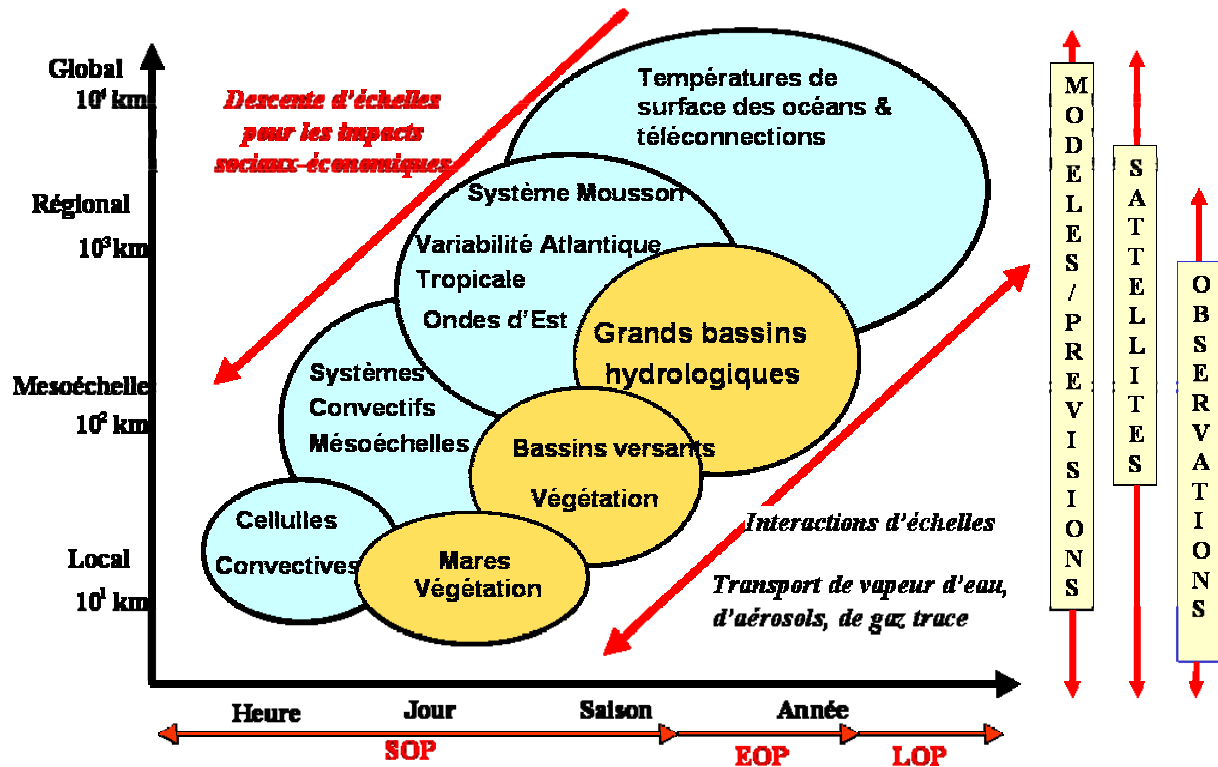 Global
10⁴ km
Régional
10³ km
Mesoéchelle
10² km
Local
10¹ km
Descente d'échelles
pour les impacts
sociaux-économiques
Températures de
surface des océans &
téléconnections
Système Mousson
Variabilité Atlantique
Tropicale
Ondes d'Est
Grands bassins
hydrologiques
Systèmes
Convectifs
Mésoéchelles
Bassins versants
Végétation
Cellulles
Convectives
Mares
Végétation
Interactions d'échelles
Transport de vapeur d'eau,
d'aérosols, de gaz trace
Heure
Jour
Saison
Année
SOP
EOP
LOP
MODELES/PREVISIONS
SATTELLITES
OBSERVATIONS